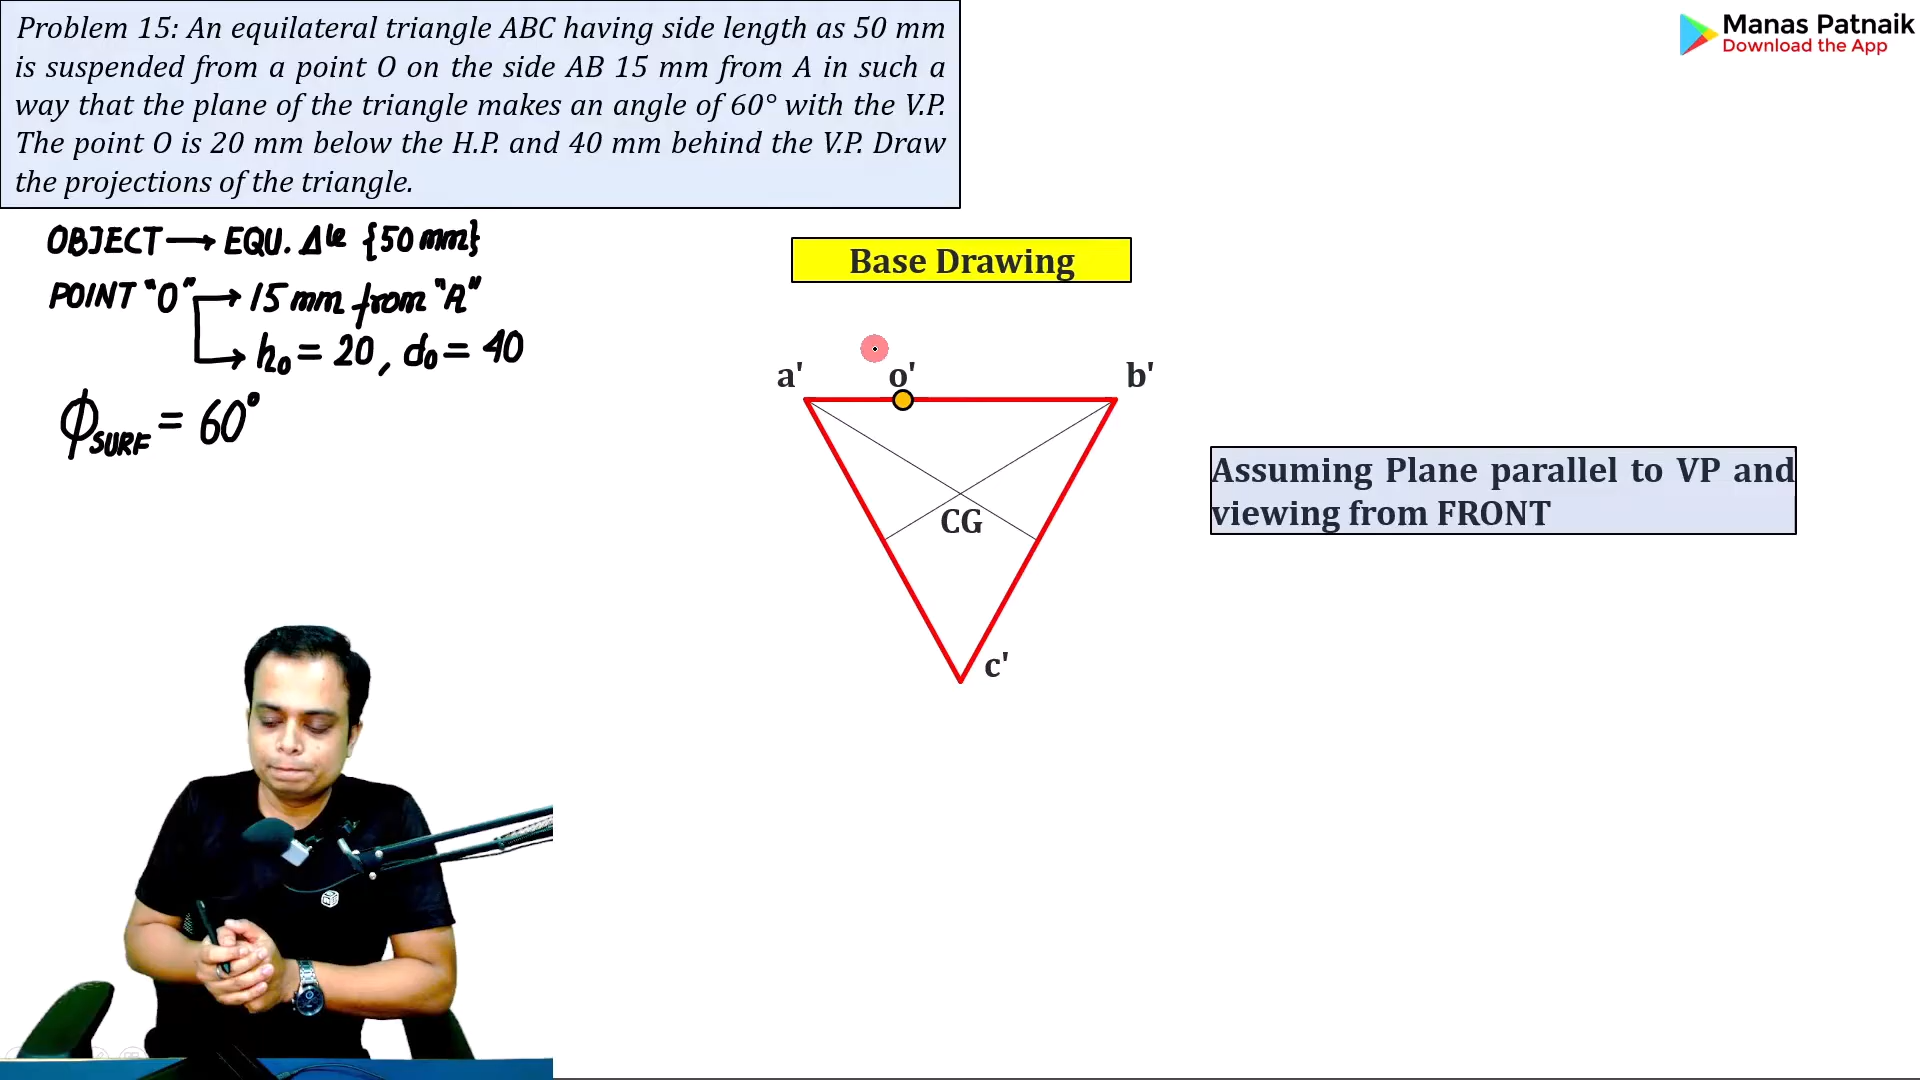 Problem 15: An equilateral triangle ABC having side length as 50 mm
is suspended from a point O on the side AB 15 mm from A in such a
way that the plane of the triangle makes an angle of 60° with the V.P.
The point O is 20 mm below the H.P. and 40 mm behind the V.P. Draw
the projections of the triangle.
Manas Patnaik
Download the App
OBJECT → EQU. Δle {50 mm}
POINT "O" → 15 mm from "A"
→ h₀ = 20, d₀ = 40
ϕSURF = 60°
Base Drawing
a' o' b'
CG
c'
Assuming Plane parallel to VP and
viewing from FRONT